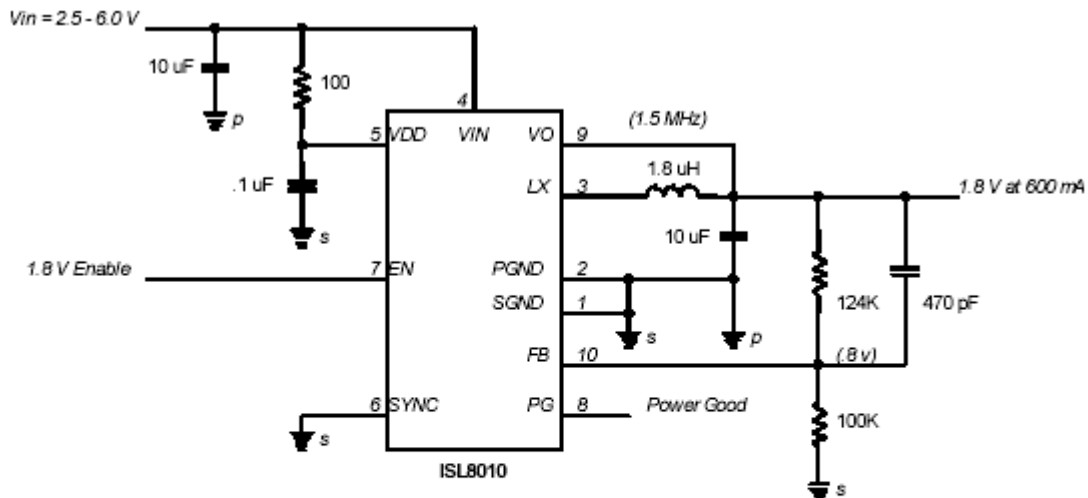 Vin = 2.5 - 6.0 V
10 uF
p
100
4
5 VDD VIN VO 9
(1.5 MHz)
.1 uF
s
LX 3
1.8 uH
1.8 V at 600 mA
10 uF
1.8 V Enable
7 EN PGND 2
SGND 1
s
p
124K
470 pF
FB 10
(.8 v)
6 SYNC PG 8
Power Good
s
100K
s
ISL8010